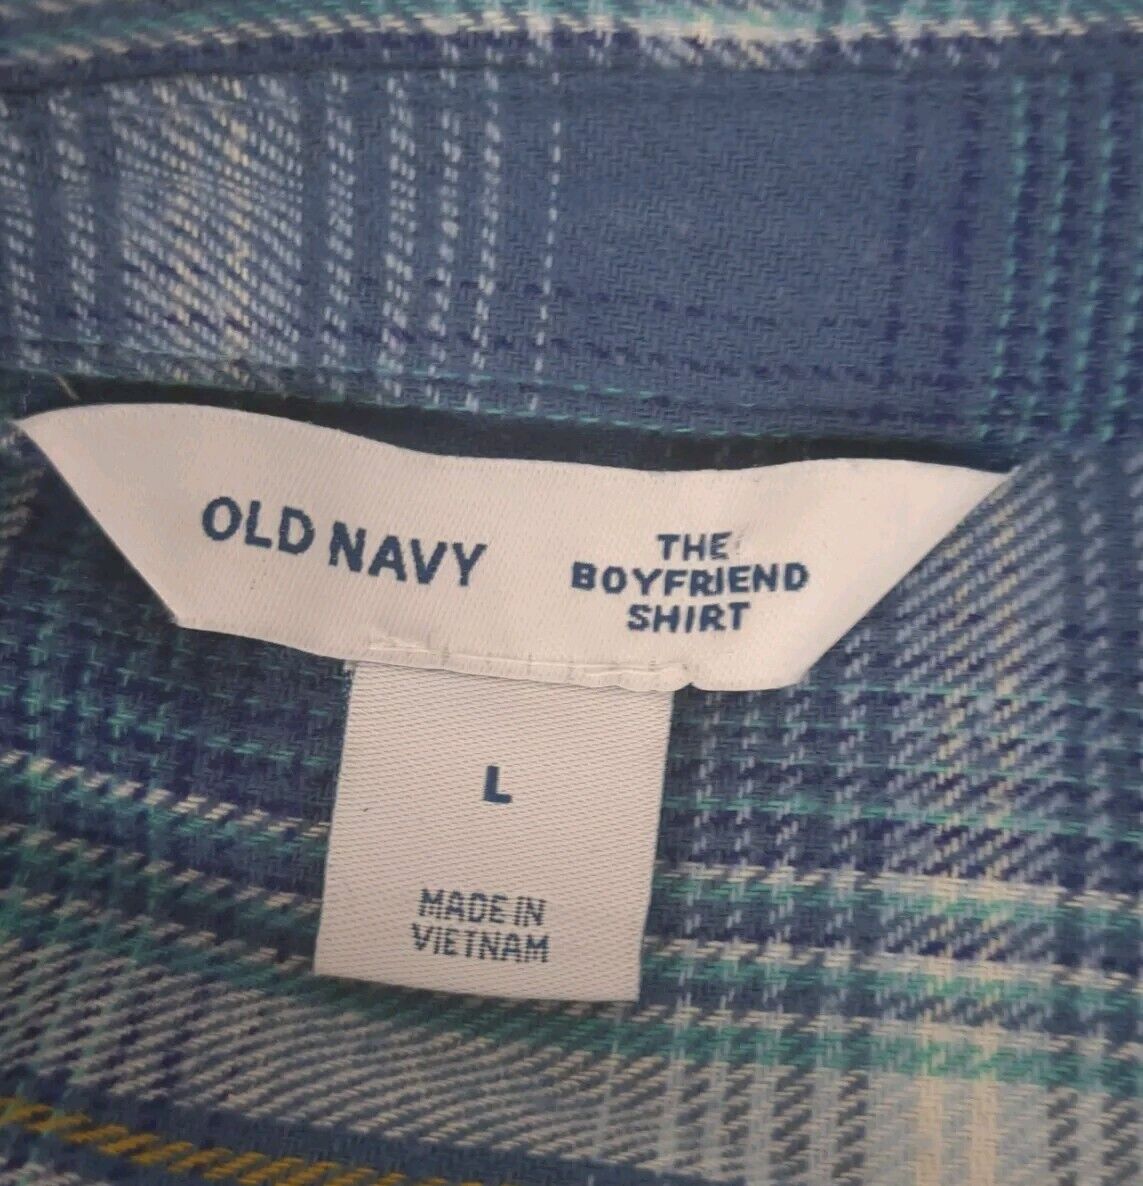 OLD NAVY
THE
BOYFRIEND
SHIRT
L
MADE IN
VIETNAM